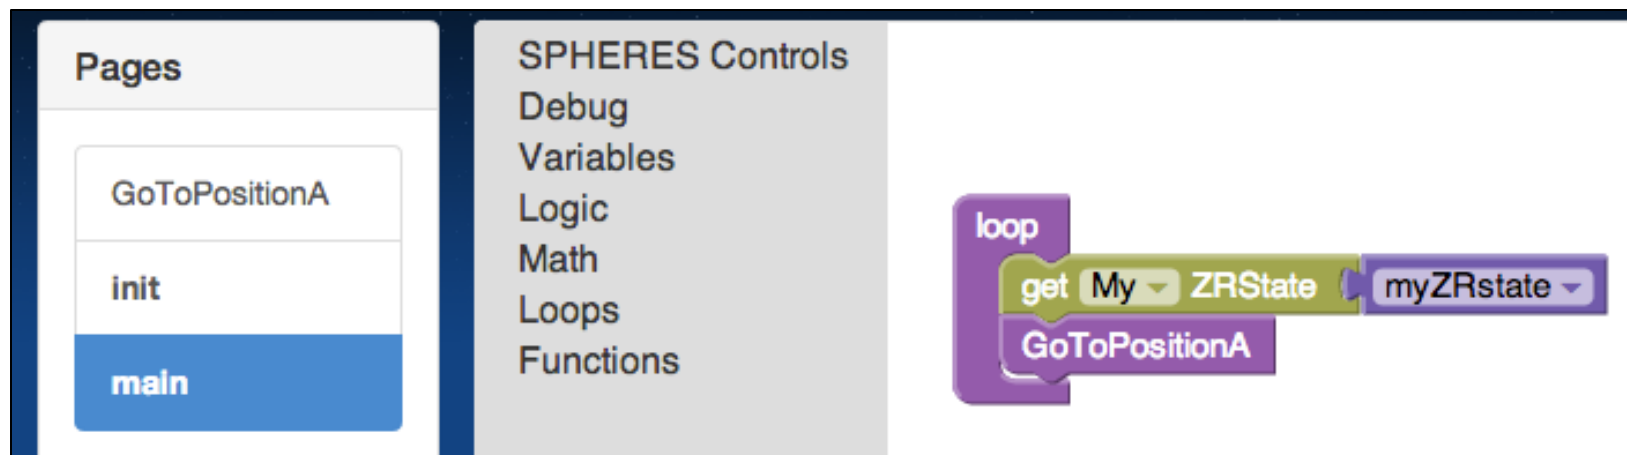 Pages
GoToPositionA
init
main
SPHERES Controls
Debug
Variables
Logic
Math
Loops
Functions
loop
get My ZRState myZRstate
GoToPositionA